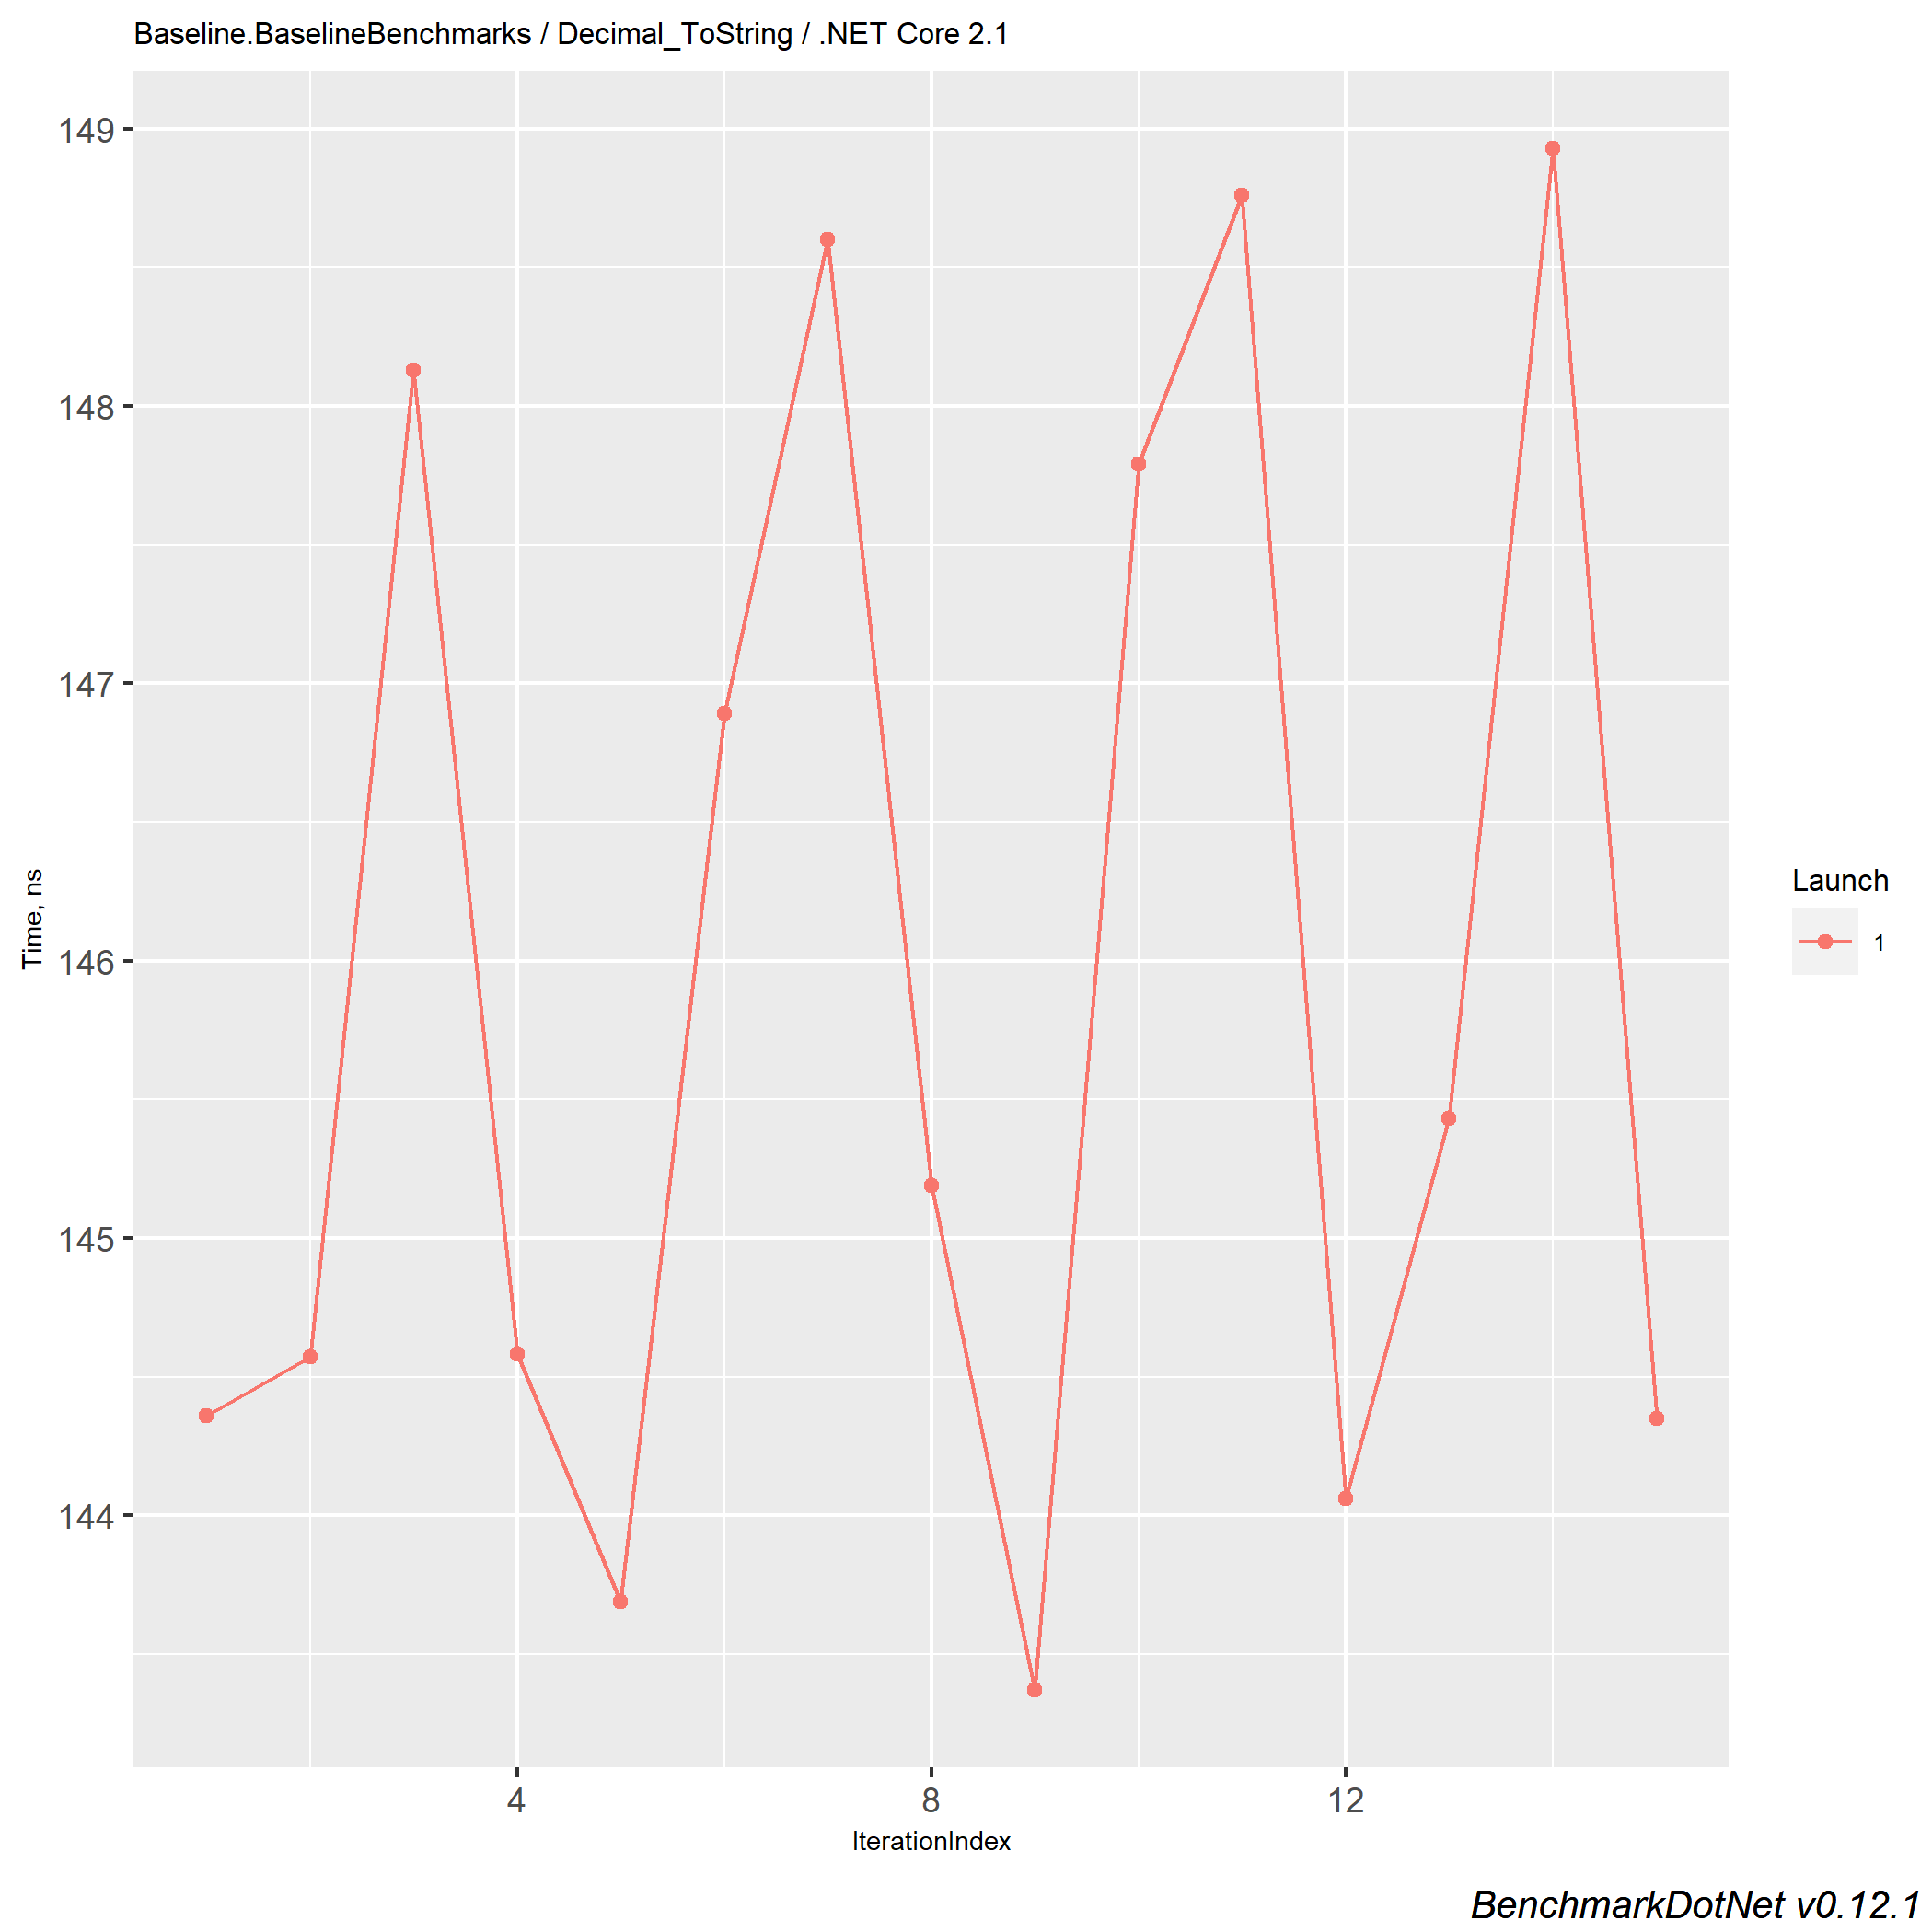 Baseline.BaselineBenchmarks / Decimal_ToString / .NET Core 2.1
149
148
147
146
145
144
Time, ns
4 8 12
IterationIndex
Launch
1
BenchmarkDotNet v0.12.1